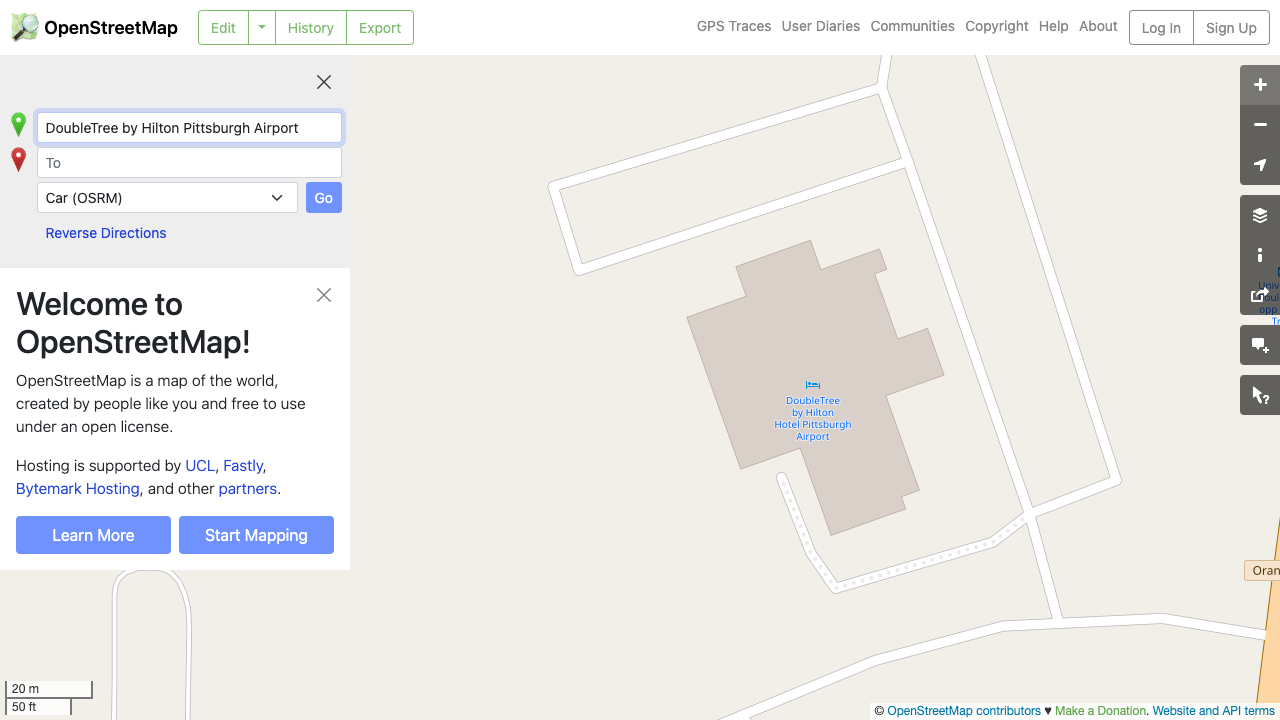 OpenStreetMap
Edit
History
Export
GPS Traces
User Diaries
Communities
Copyright
Help
About
Log In
Sign Up
DoubleTree by Hilton Pittsburgh Airport
To
Car (OSRM)
Go
Reverse Directions
Welcome to
OpenStreetMap!
OpenStreetMap is a map of the world,
created by people like you and free to use
under an open license.
Hosting is supported by UCL, Fastly,
Bytemark Hosting, and other partners.
Learn More
Start Mapping
DoubleTree
by Hilton
Hotel Pittsburgh
Airport
Univ
opp
Tr
Oran
20 m
50 ft
© OpenStreetMap contributors ♥ Make a Donation. Website and API terms